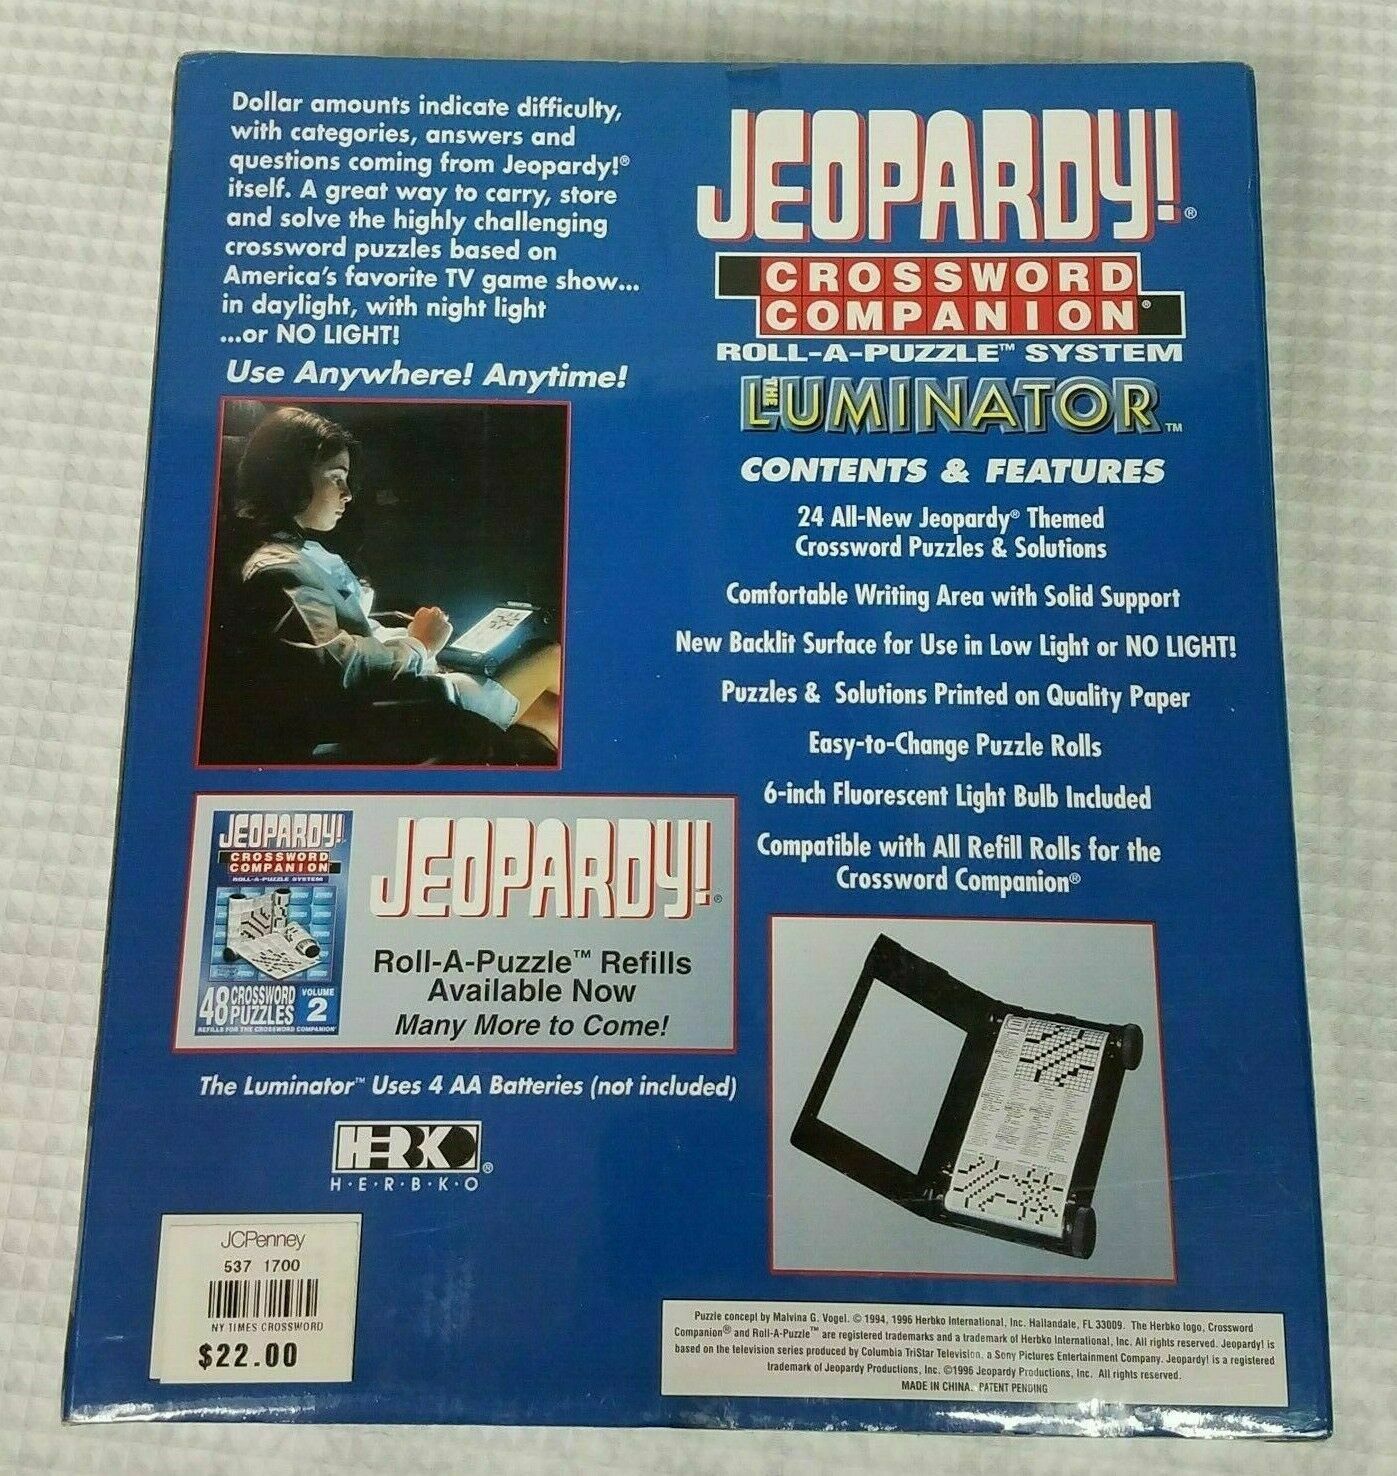 Dollar amounts indicate difficulty,
with categories, answers and
questions coming from Jeopardy!®
itself. A great way to carry, store
and solve the highly challenging
crossword puzzles based on
America's favorite TV game show...
in daylight, with night light
...or NO LIGHT!
Use Anywhere! Anytime!
JEOPARDY!®
CROSSWORD
COMPANION®
ROLL-A-PUZZLE™ SYSTEM
THE LUMINATOR™
CONTENTS & FEATURES
24 All-New Jeopardy® Themed
Crossword Puzzles & Solutions
Comfortable Writing Area with Solid Support
New Backlit Surface for Use in Low Light or NO LIGHT!
Puzzles & Solutions Printed on Quality Paper
Easy-to-Change Puzzle Rolls
6-inch Fluorescent Light Bulb Included
Compatible with All Refill Rolls for the
Crossword Companion®
JEOPARDY!
CROSSWORD
COMPANION
ROLL-A-PUZZLE SYSTEM
48 CROSSWORD PUZZLES VOLUME 2
REFILLS FOR THE CROSSWORD COMPANION
JEOPARDY!®
Roll-A-Puzzle™ Refills
Available Now
Many More to Come!
The Luminator™ Uses 4 AA Batteries (not included)
HERBKO®
H·E·R·B·K·O
JCPenney
537 1700
NY TIMES CROSSWORD
$22.00
Puzzle concept by Malvina G. Vogel. © 1994, 1996 Herbko International, Inc. Hallandale, FL 33009. The Herbko logo, Crossword
Companion® and Roll-A-Puzzle™ are registered trademarks and a trademark of Herbko International, Inc. All rights reserved. Jeopardy! is
based on the television series produced by Columbia TriStar Television, a Sony Pictures Entertainment Company. Jeopardy! is a registered
trademark of Jeopardy Productions, Inc. ©1996 Jeopardy Productions, Inc. All rights reserved.
MADE IN CHINA. PATENT PENDING